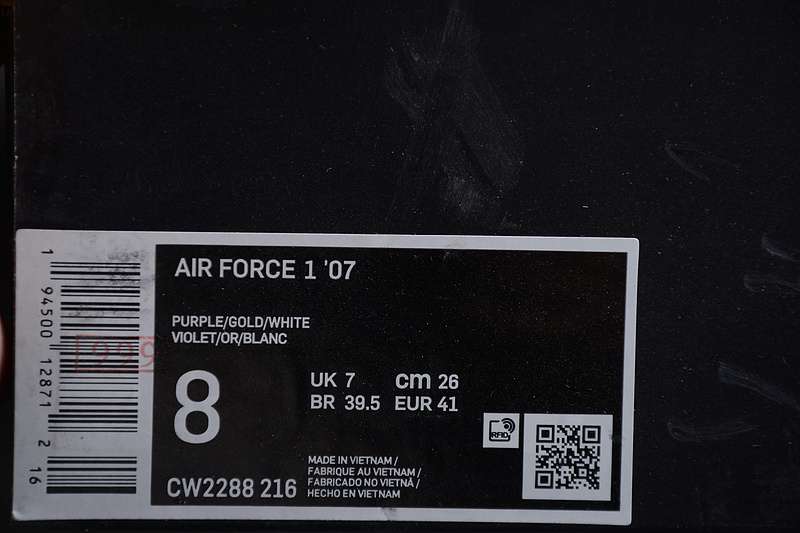 AIR FORCE 1 '07
PURPLE/GOLD/WHITE
VIOLET/OR/BLANC
8
UK 7 cm 26
BR 39.5 EUR 41
RFID
CW2288 216
MADE IN VIETNAM /
FABRIQUE AU VIETNAM /
FABRICADO NO VIETNÃ /
HECHO EN VIETNAM
1 94500 12871 2 16
999